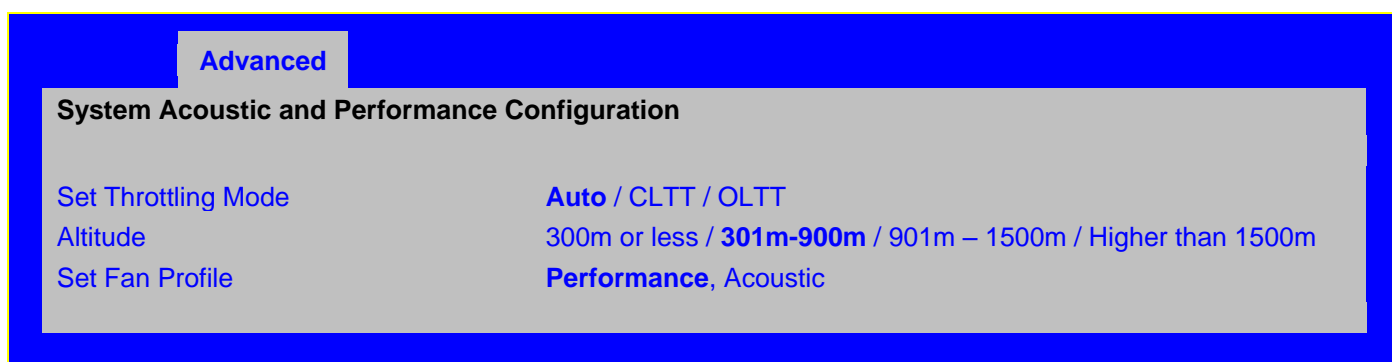 Advanced
System Acoustic and Performance Configuration
Set Throttling Mode Auto / CLTT / OLTT
Altitude 300m or less / 301m-900m / 901m – 1500m / Higher than 1500m
Set Fan Profile Performance, Acoustic